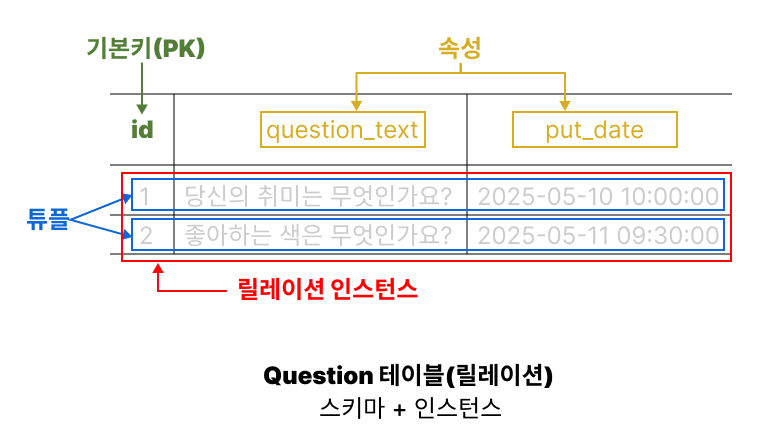 기본키(PK) 속성
id question_text put_date
1 당신의 취미는 무엇인가요? 2025-05-10 10:00:00
튜플
2 좋아하는 색은 무엇인가요? 2025-05-11 09:30:00
릴레이션 인스턴스
Question 테이블(릴레이션)
스키마 + 인스턴스